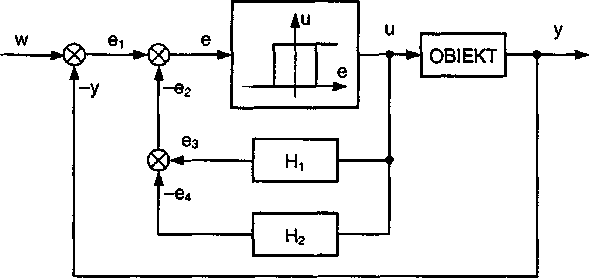 w
e₁
e
u
e
u
OBIEKT
y
–y
–e₂
e₃
H₁
–e₄
H₂